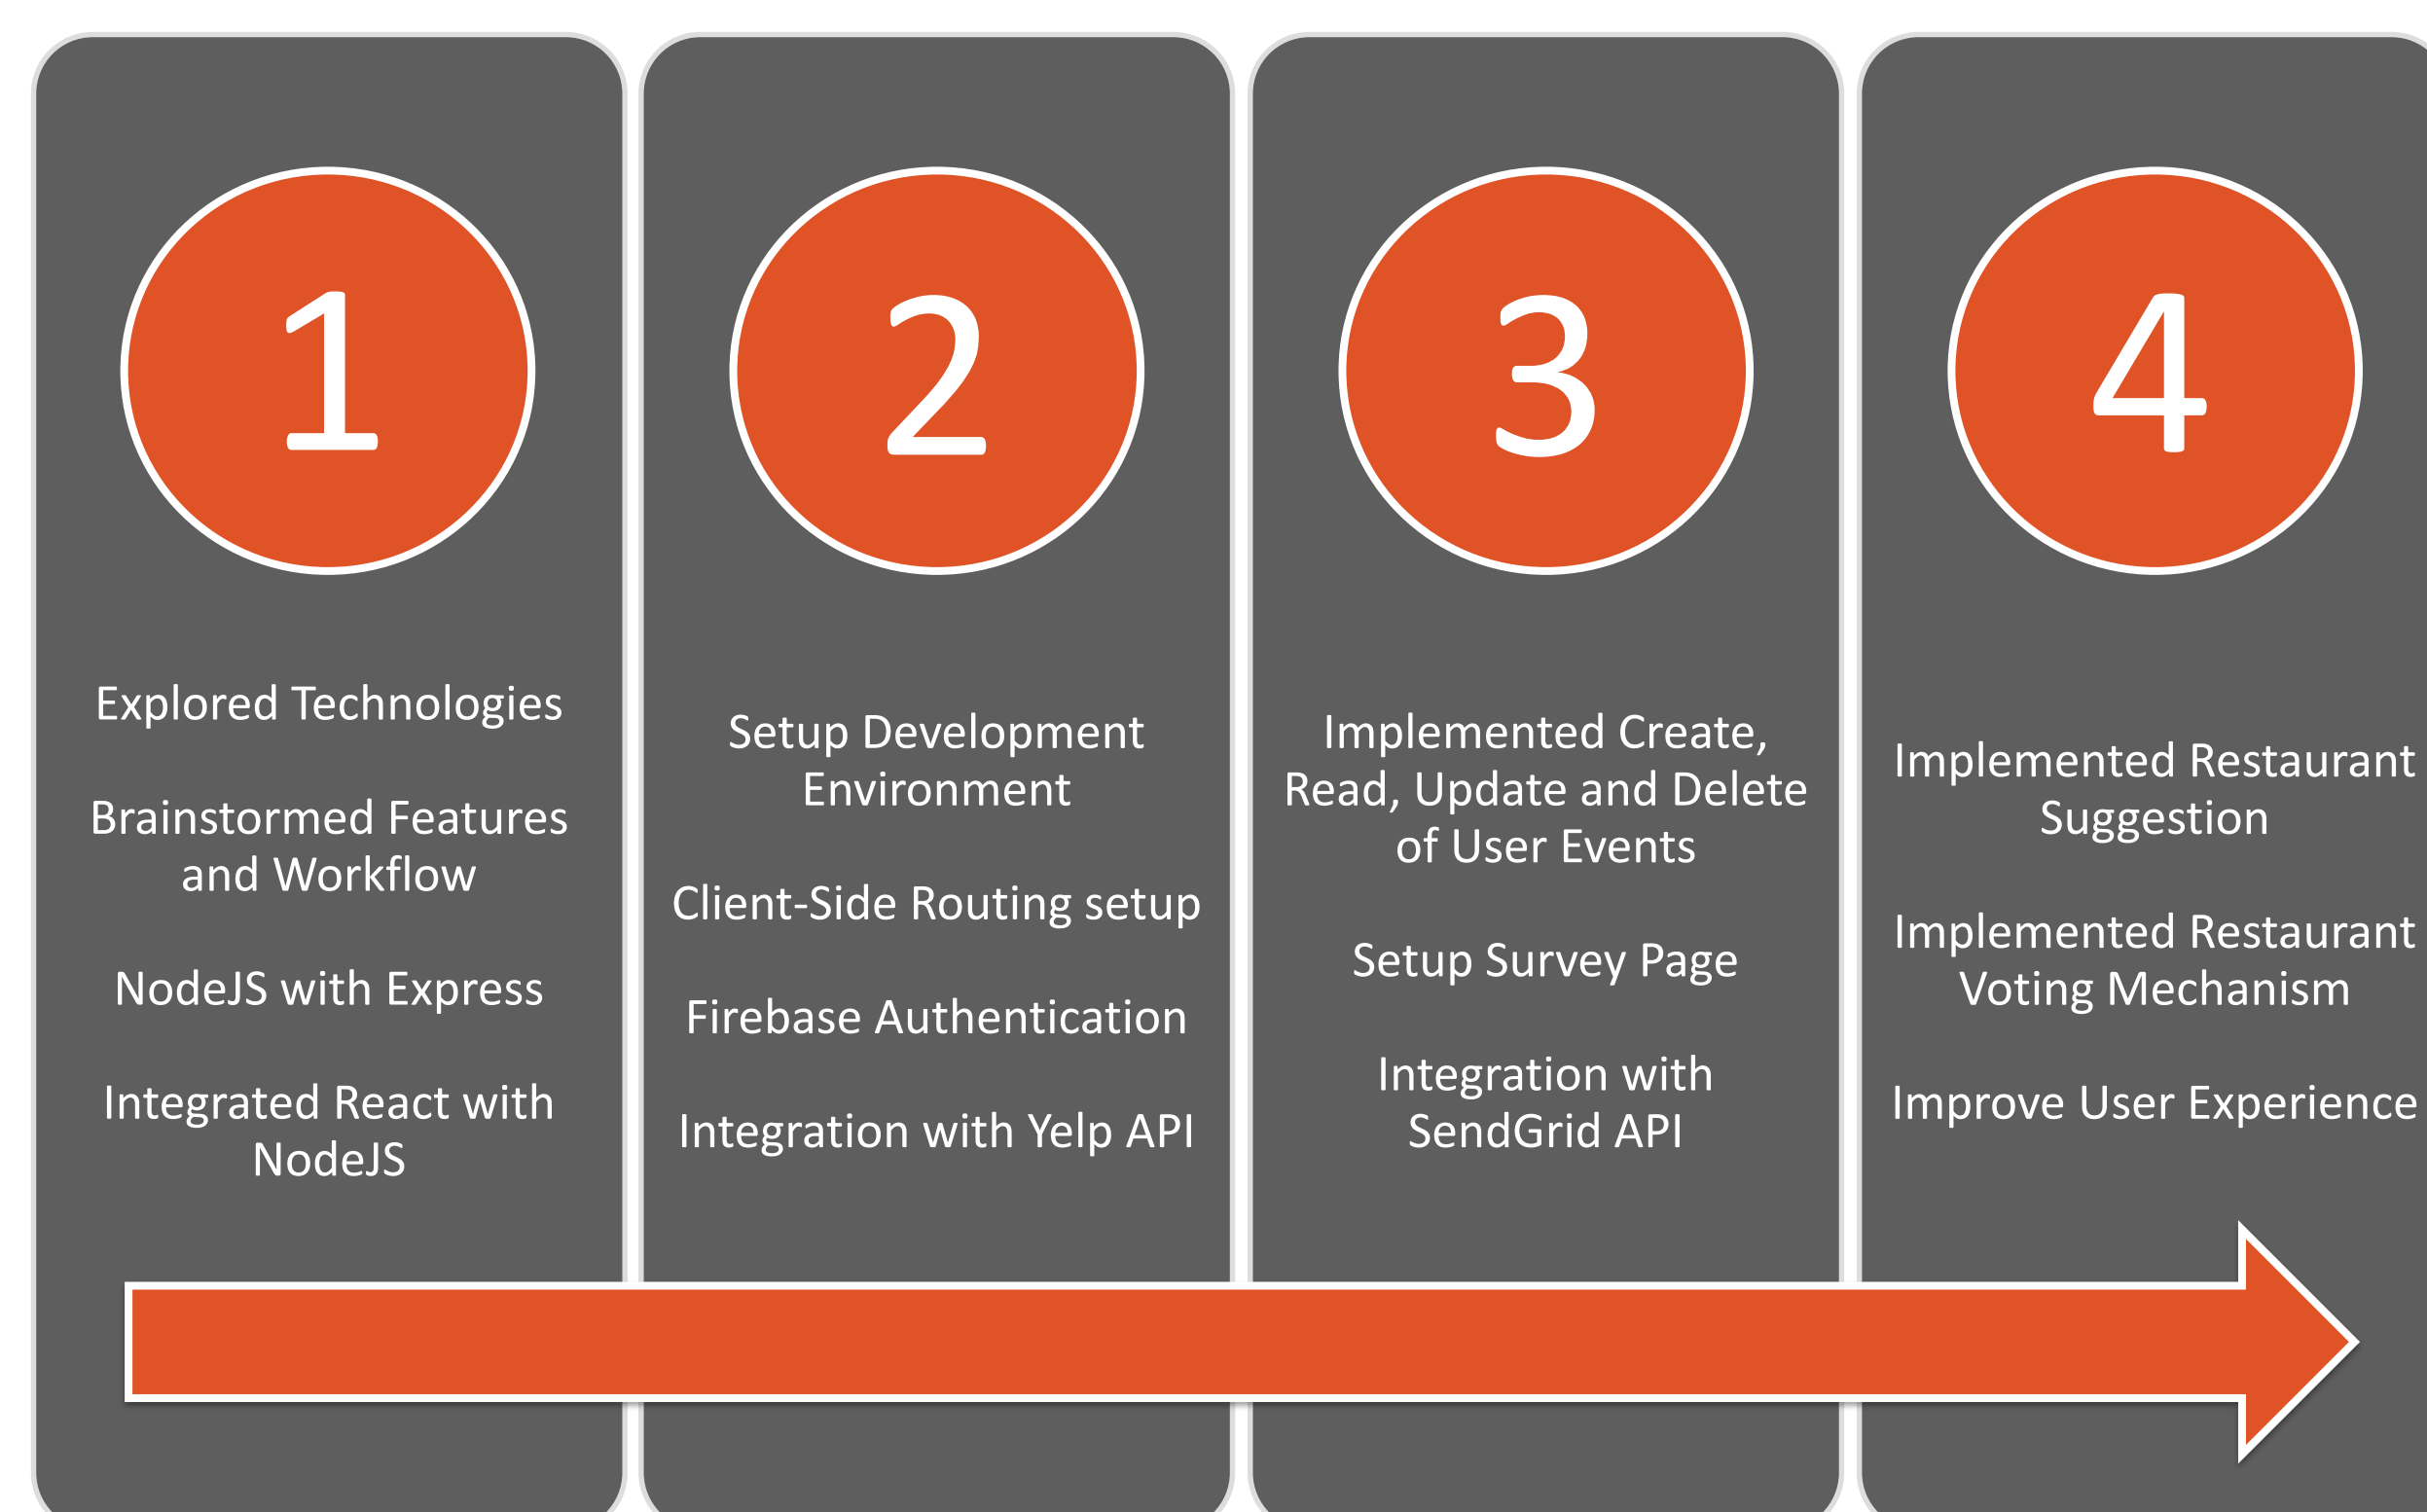 1
Explored Technologies
Brainstormed Features
and Workflow
NodeJS with Express
Integrated React with
NodeJS
2
Setup Development
Environment
Client-Side Routing setup
Firebase Authentication
Integration with Yelp API
3
Implemented Create,
Read, Update and Delete
of User Events
Setup Survey Page
Integration with
SendGrid API
4
Implemented Restaurant
Suggestion
Implemented Restaurant
Voting Mechanism
Improve User Experience